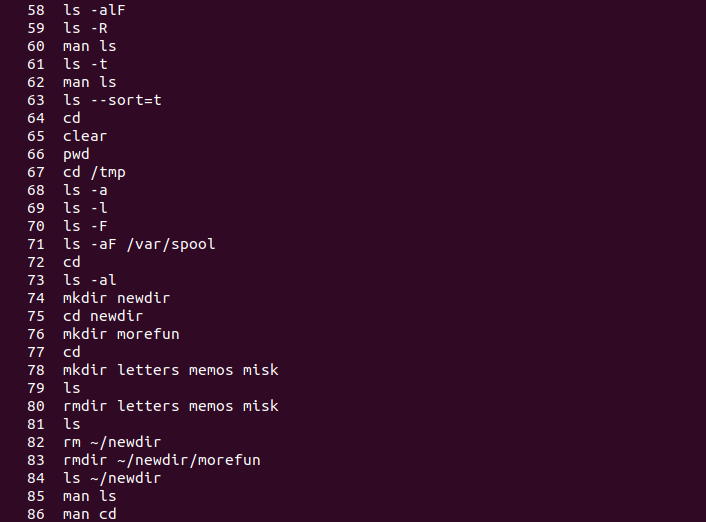 58 ls -alF
59 ls -R
60 man ls
61 ls -t
62 man ls
63 ls --sort=t
64 cd
65 clear
66 pwd
67 cd /tmp
68 ls -a
69 ls -l
70 ls -F
71 ls -aF /var/spool
72 cd
73 ls -al
74 mkdir newdir
75 cd newdir
76 mkdir morefun
77 cd
78 mkdir letters memos misk
79 ls
80 rmdir letters memos misk
81 ls
82 rm ~/newdir
83 rmdir ~/newdir/morefun
84 ls ~/newdir
85 man ls
86 man cd